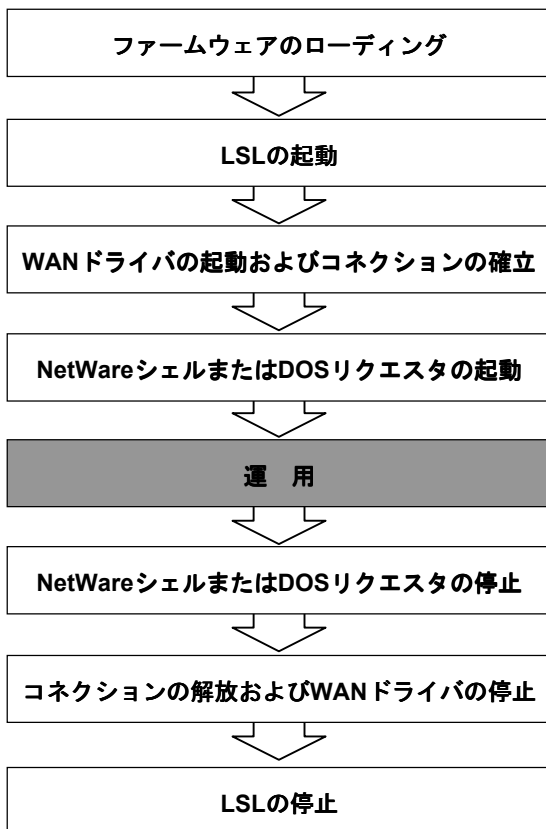 ファームウェアのローディング
LSLの起動
WANドライバの起動およびコネクションの確立
NetWareシェルまたはDOSリクエスタの起動
運　用
NetWareシェルまたはDOSリクエスタの停止
コネクションの解放およびWANドライバの停止
LSLの停止